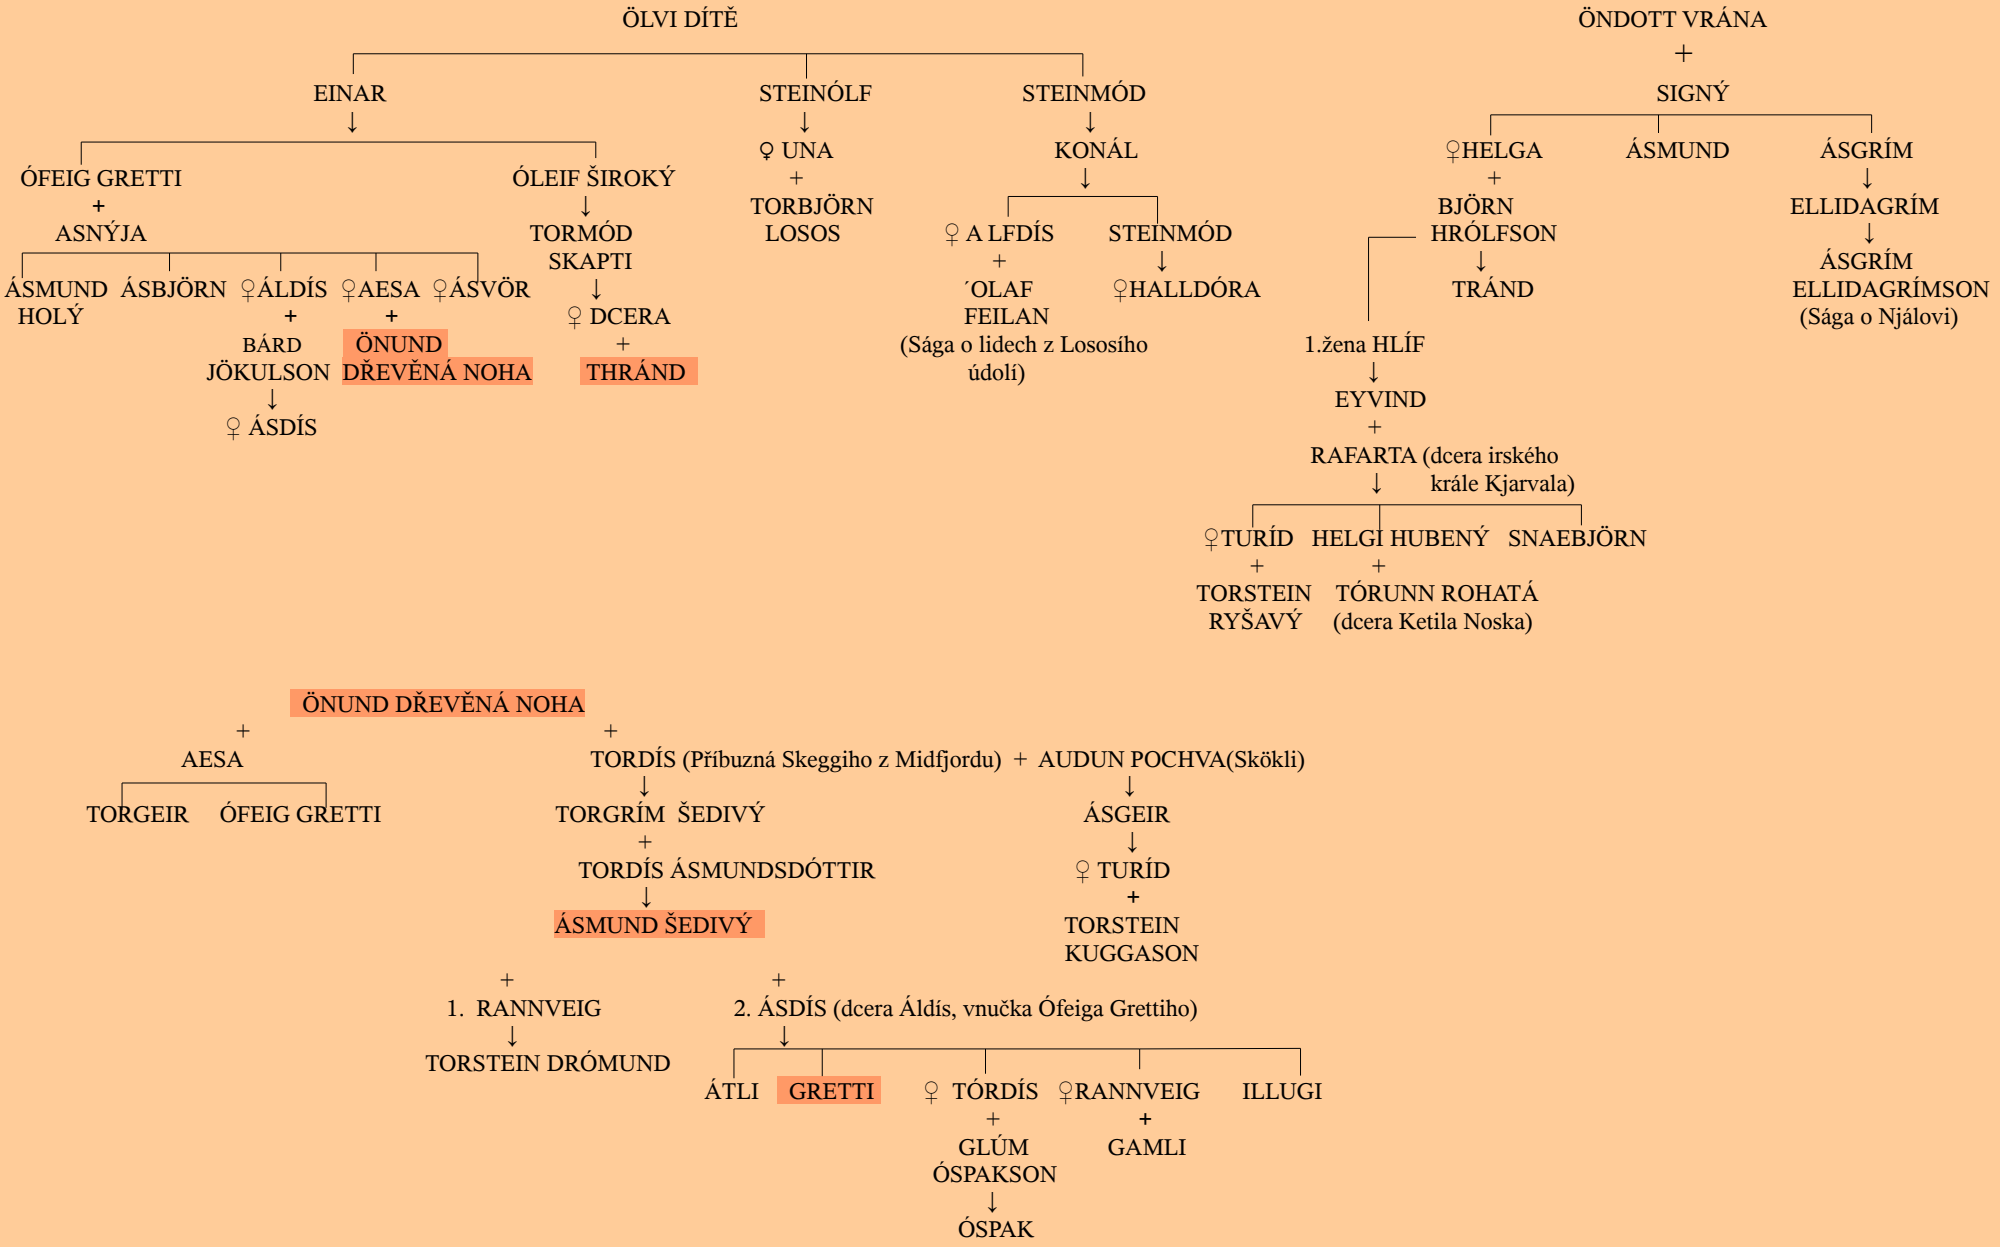 ÖLVI DÍTĚ
ÖNDOTT VRÁNA
+
EINAR
STEINÓLF
STEINMÓD
SIGNÝ
↓
↓
↓
♀ UNA
KONÁL
♀HELGA
ÁSMUND
ÁSGRÍM
ÓFEIG GRETTI
ÓLEIF ŠIROKÝ
+
↓
+
↓
+
↓
TORBJÖRN
BJÖRN
ELLIDAGRÍM
ASNÝJA
TORMÓD
LOSOS
♀ A LFDÍS
STEINMÓD
HRÓLFSON
↓
SKAPTI
+
↓
↓
ÁSGRÍM
ÁSMUND
ÁSBJÖRN
♀ÁLDÍS
♀AESA
♀ÁSVÖR
↓
´OLAF
♀HALLDÓRA
TRÁND
ELLIDAGRÍMSON
HOLÝ
+
+
♀ DCERA
FEILAN
(Sága o Njálovi)
BÁRD
ÖNUND
+
(Sága o lidech z Lososího
1.žena HLÍF
JÖKULSON
DŘEVĚNÁ NOHA
THRÁND
údolí)
↓
↓
EYVIND
♀ ÁSDÍS
+
RAFARTA (dcera irského
↓
krále Kjarvala)
♀TURÍD
HELGI HUBENÝ
SNAEBJÖRN
+
+
TORSTEIN
TÓRUNN ROHATÁ
RYŠAVÝ
(dcera Ketila Noska)
ÖNUND DŘEVĚNÁ NOHA
+
+
AESA
TORDÍS (Příbuzná Skeggiho z Midfjordu) + AUDUN POCHVA(Skökli)
↓
↓
TORGEIR
ÓFEIG GRETTI
TORGRÍM ŠEDIVÝ
ÁSGEIR
+
↓
TORDÍS ÁSMUNDSDÓTTIR
♀ TURÍD
↓
+
ÁSMUND ŠEDIVÝ
TORSTEIN
KUGGASON
+
+
1. RANNVEIG
2. ÁSDÍS (dcera Áldís, vnučka Ófeiga Grettiho)
↓
↓
TORSTEIN DRÓMUND
ÁTLI
GRETTI
♀ TÓRDÍS
♀RANNVEIG
ILLUGI
+
+
GLÚM
GAMLI
ÓSPAKSON
↓
ÓSPAK